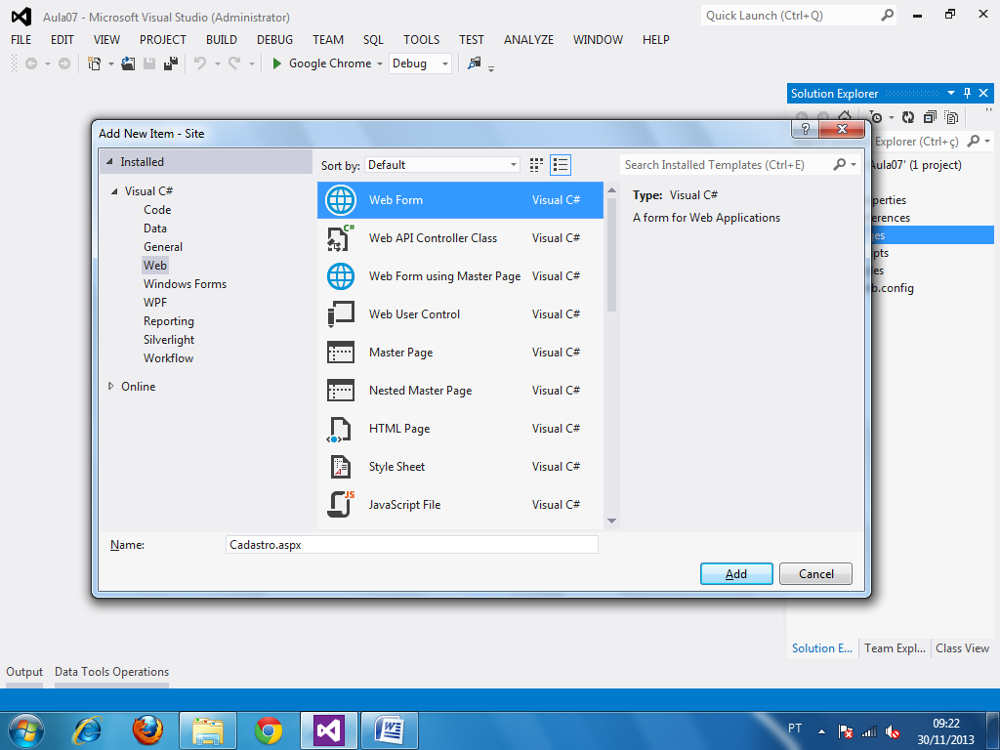 Aula07 - Microsoft Visual Studio (Administrator)
Quick Launch (Ctrl+Q)
FILE EDIT VIEW PROJECT BUILD DEBUG TEAM SQL TOOLS TEST ANALYZE WINDOW HELP
Google Chrome Debug
Solution Explorer
Explorer (Ctrl+ç)
Aula07' (1 project)
perties
erences
es
pts
es
b.config
Add New Item - Site
?
Installed
Visual C#
Code
Data
General
Web
Windows Forms
WPF
Reporting
Silverlight
Workflow
Online
Sort by: Default
Search Installed Templates (Ctrl+E)
Web Form Visual C#
C# Web API Controller Class Visual C#
Web Form using Master Page Visual C#
Web User Control Visual C#
Master Page Visual C#
Nested Master Page Visual C#
HTML Page Visual C#
Style Sheet Visual C#
JS JavaScript File Visual C#
Type: Visual C#
A form for Web Applications
Name: Cadastro.aspx
Add Cancel
Solution E... Team Expl... Class View
Output Data Tools Operations
PT
09:22
30/11/2013